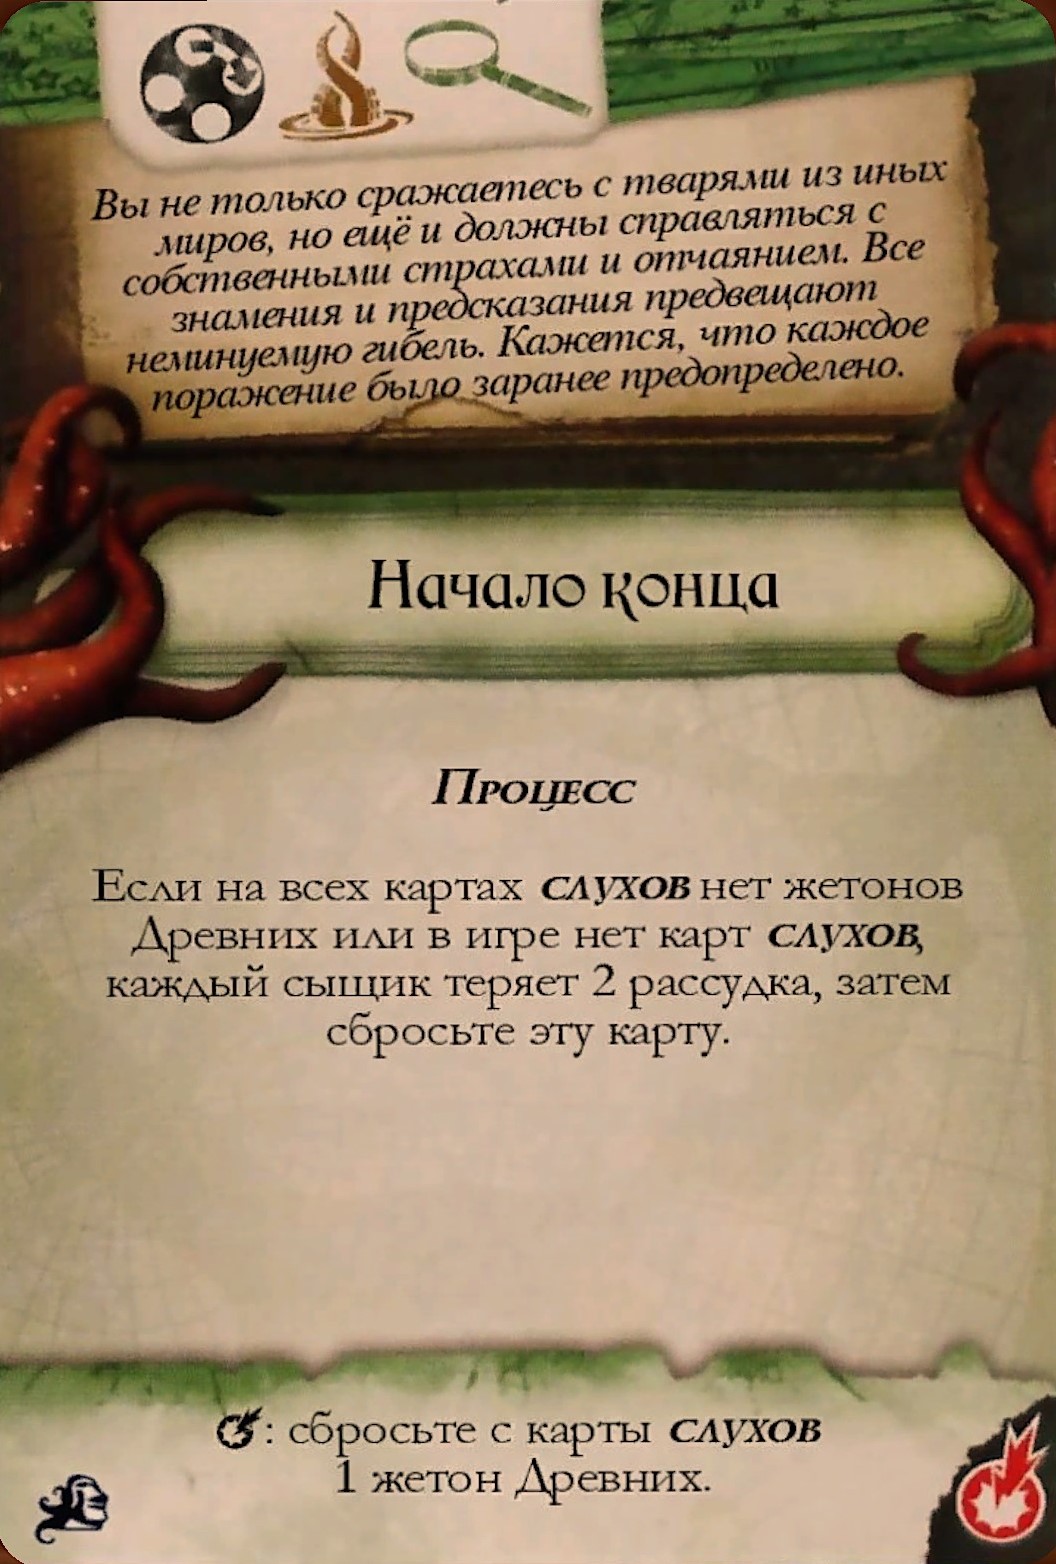 Вы не только сражаетесь с тварями из иных
миров, но ещё и должны справляться с
собственными страхами и отчаянием. Все
знамения и предсказания предвещают
неминуемую гибель. Кажется, что каждое
поражение было заранее предопределено.
Начало конца
Процесс
Если на всех картах СЛУХОВ нет жетонов
Древних или в игре нет карт СЛУХОВ,
каждый сыщик теряет 2 рассудка, затем
сбросьте эту карту.
: сбросьте с карты СЛУХОВ
1 жетон Древних.